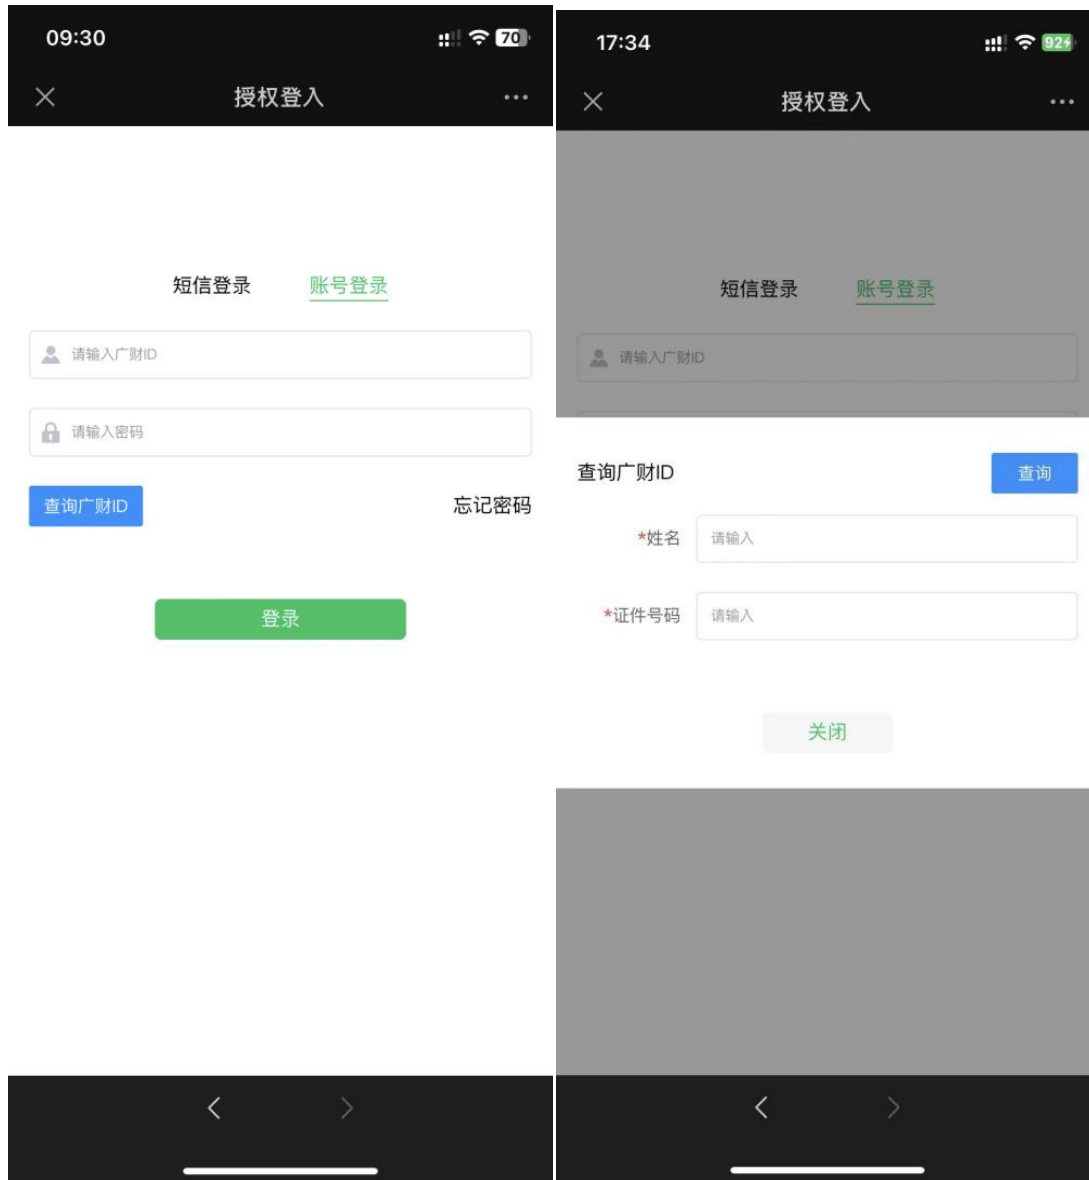 09:30
70
授权登入
短信登录 账号登录
请输入广财ID
请输入密码
查询广财ID 忘记密码
登录
17:34
92
授权登入
短信登录 账号登录
请输入广财ID
查询广财ID 查询
*姓名 请输入
*证件号码 请输入
关闭